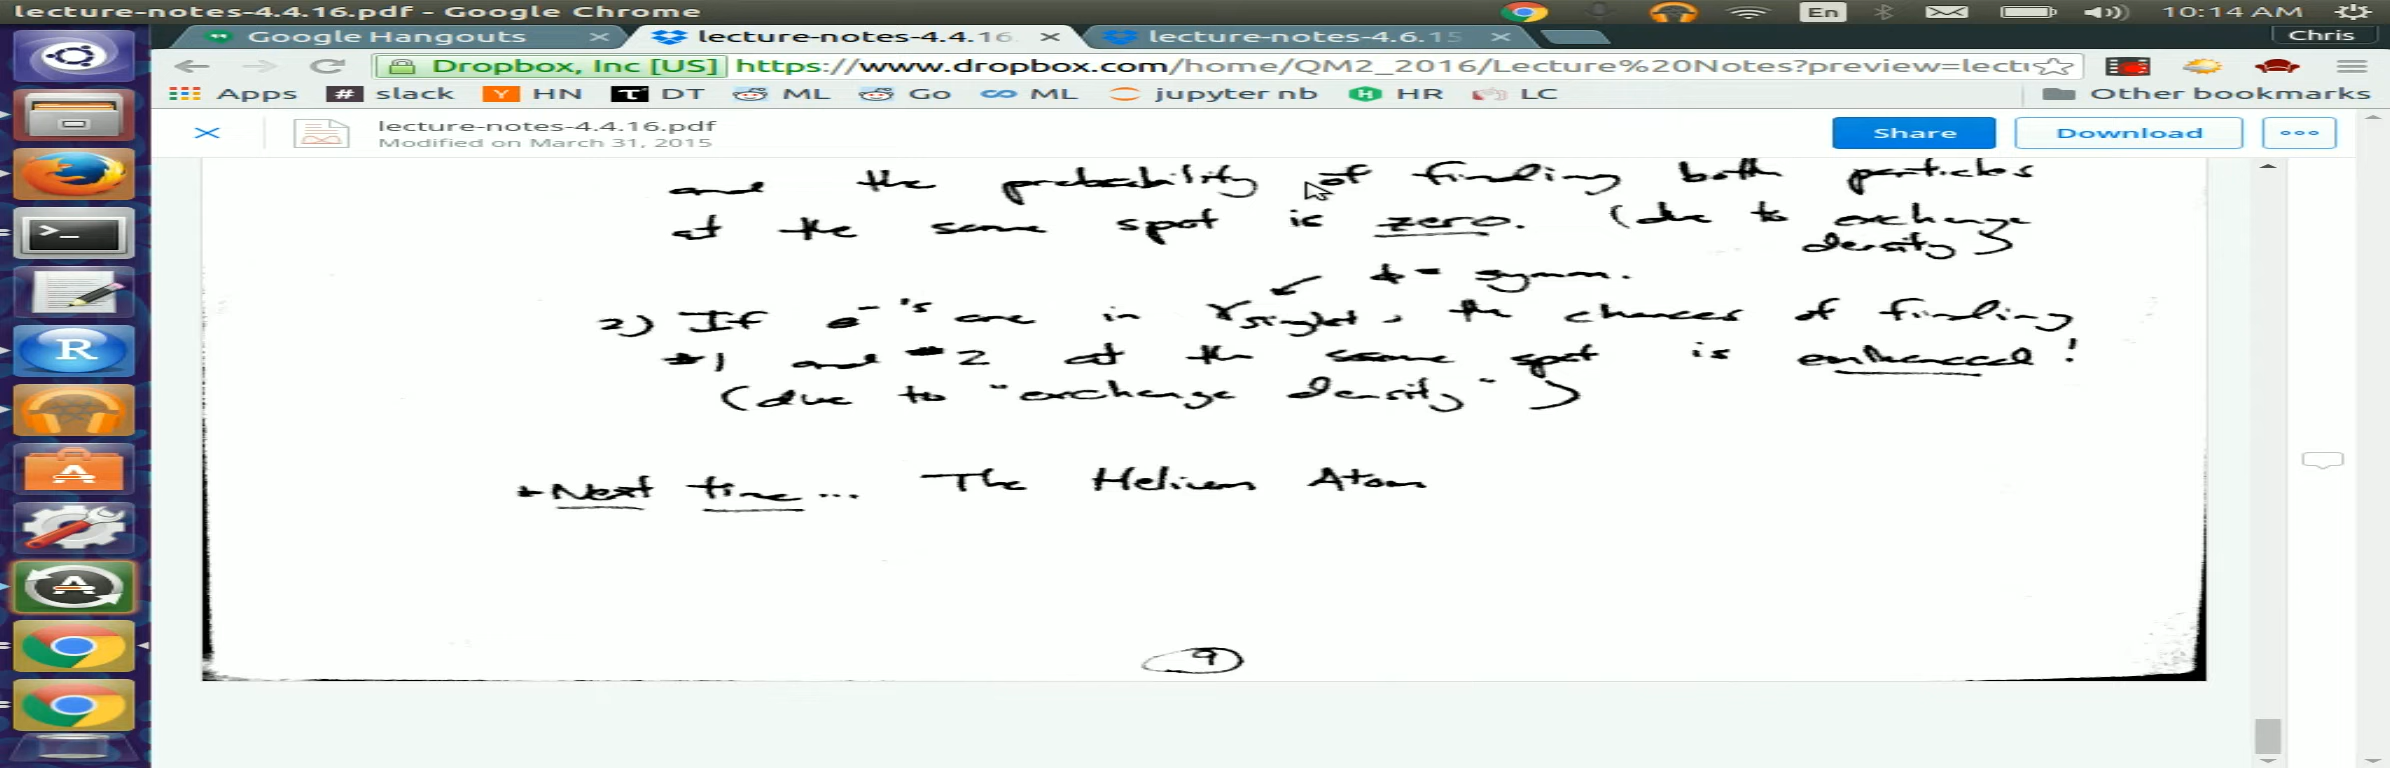 lecture-notes-4.4.16.pdf - Google Chrome
En
10:14 AM
Google Hangouts
lecture-notes-4.4.16.
lecture-notes-4.6.15
Chris
Dropbox, Inc [US]
https://www.dropbox.com/home/QM2_2016/Lecture%20Notes?preview=lectu
Apps
slack
HN
DT
ML
Go
ML
jupyter nb
HR
LC
Other bookmarks
lecture-notes-4.4.16.pdf
Modified on March 31, 2015
Share
Download
and the probability of finding both particles
at the same spot is zero. (due to exchange
density)
symm.
2) If e⁻'s are in χsinglet, the chances of finding
#1 and #2 at the same spot is enhanced!
(due to "exchange density")
Next time... The Helium Atom
9